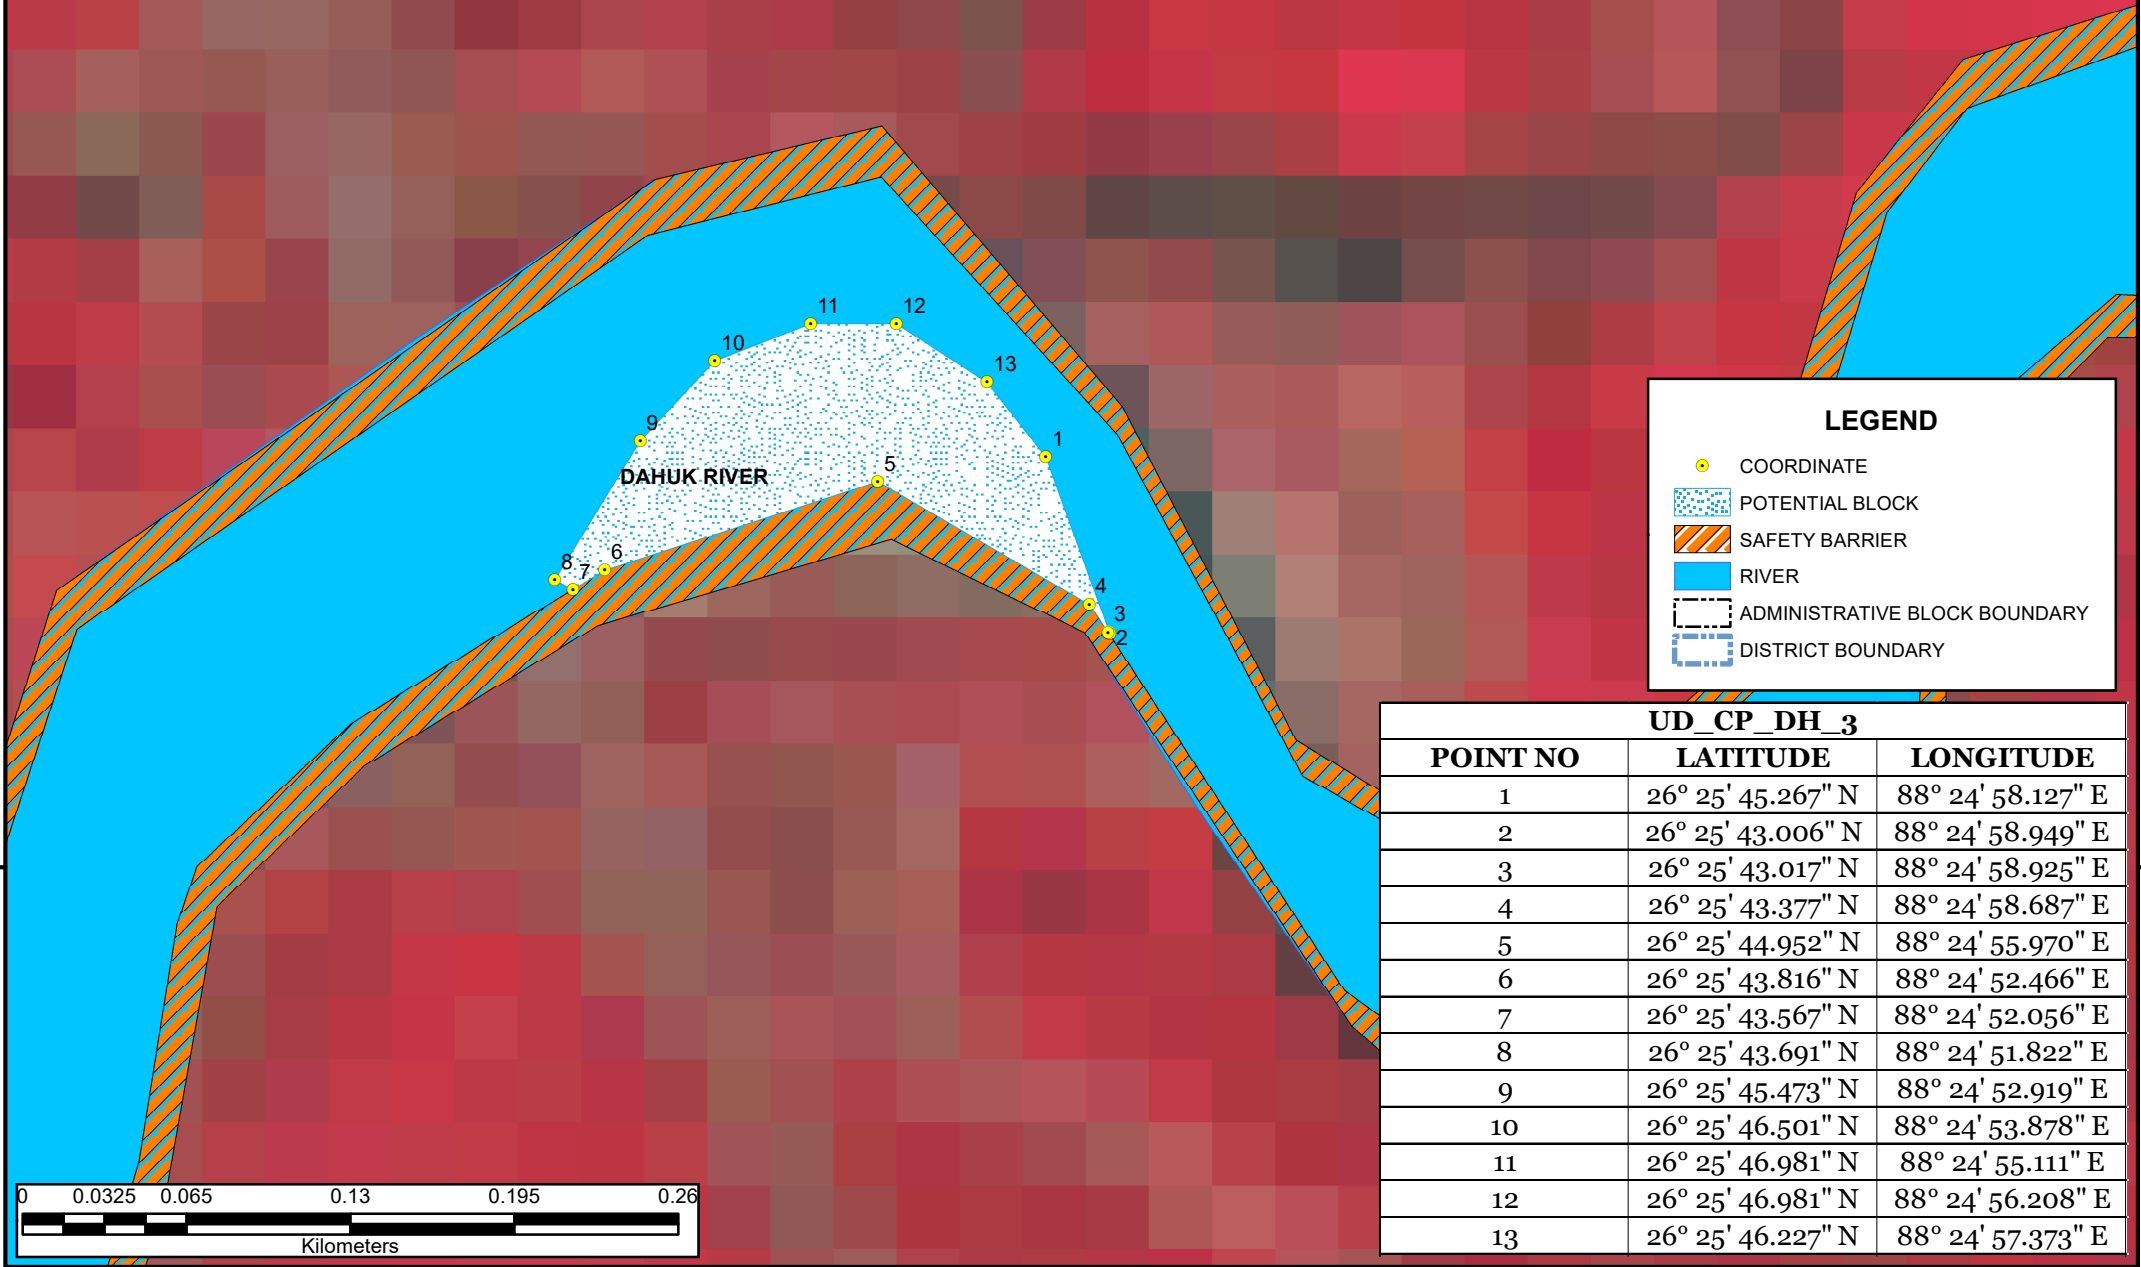 11
12
10
13
9
1
DAHUK RIVER
5
6
8
7
4
3
2
LEGEND
COORDINATE
POTENTIAL BLOCK
SAFETY BARRIER
RIVER
ADMINISTRATIVE BLOCK BOUNDARY
DISTRICT BOUNDARY
UD_CP_DH_3
POINT NO LATITUDE LONGITUDE
1 26° 25' 45.267" N 88° 24' 58.127" E
2 26° 25' 43.006" N 88° 24' 58.949" E
3 26° 25' 43.017" N 88° 24' 58.925" E
4 26° 25' 43.377" N 88° 24' 58.687" E
5 26° 25' 44.952" N 88° 24' 55.970" E
6 26° 25' 43.816" N 88° 24' 52.466" E
7 26° 25' 43.567" N 88° 24' 52.056" E
8 26° 25' 43.691" N 88° 24' 51.822" E
9 26° 25' 45.473" N 88° 24' 52.919" E
10 26° 25' 46.501" N 88° 24' 53.878" E
11 26° 25' 46.981" N 88° 24' 55.111" E
12 26° 25' 46.981" N 88° 24' 56.208" E
13 26° 25' 46.227" N 88° 24' 57.373" E
0 0.0325 0.065 0.13 0.195 0.26
Kilometers